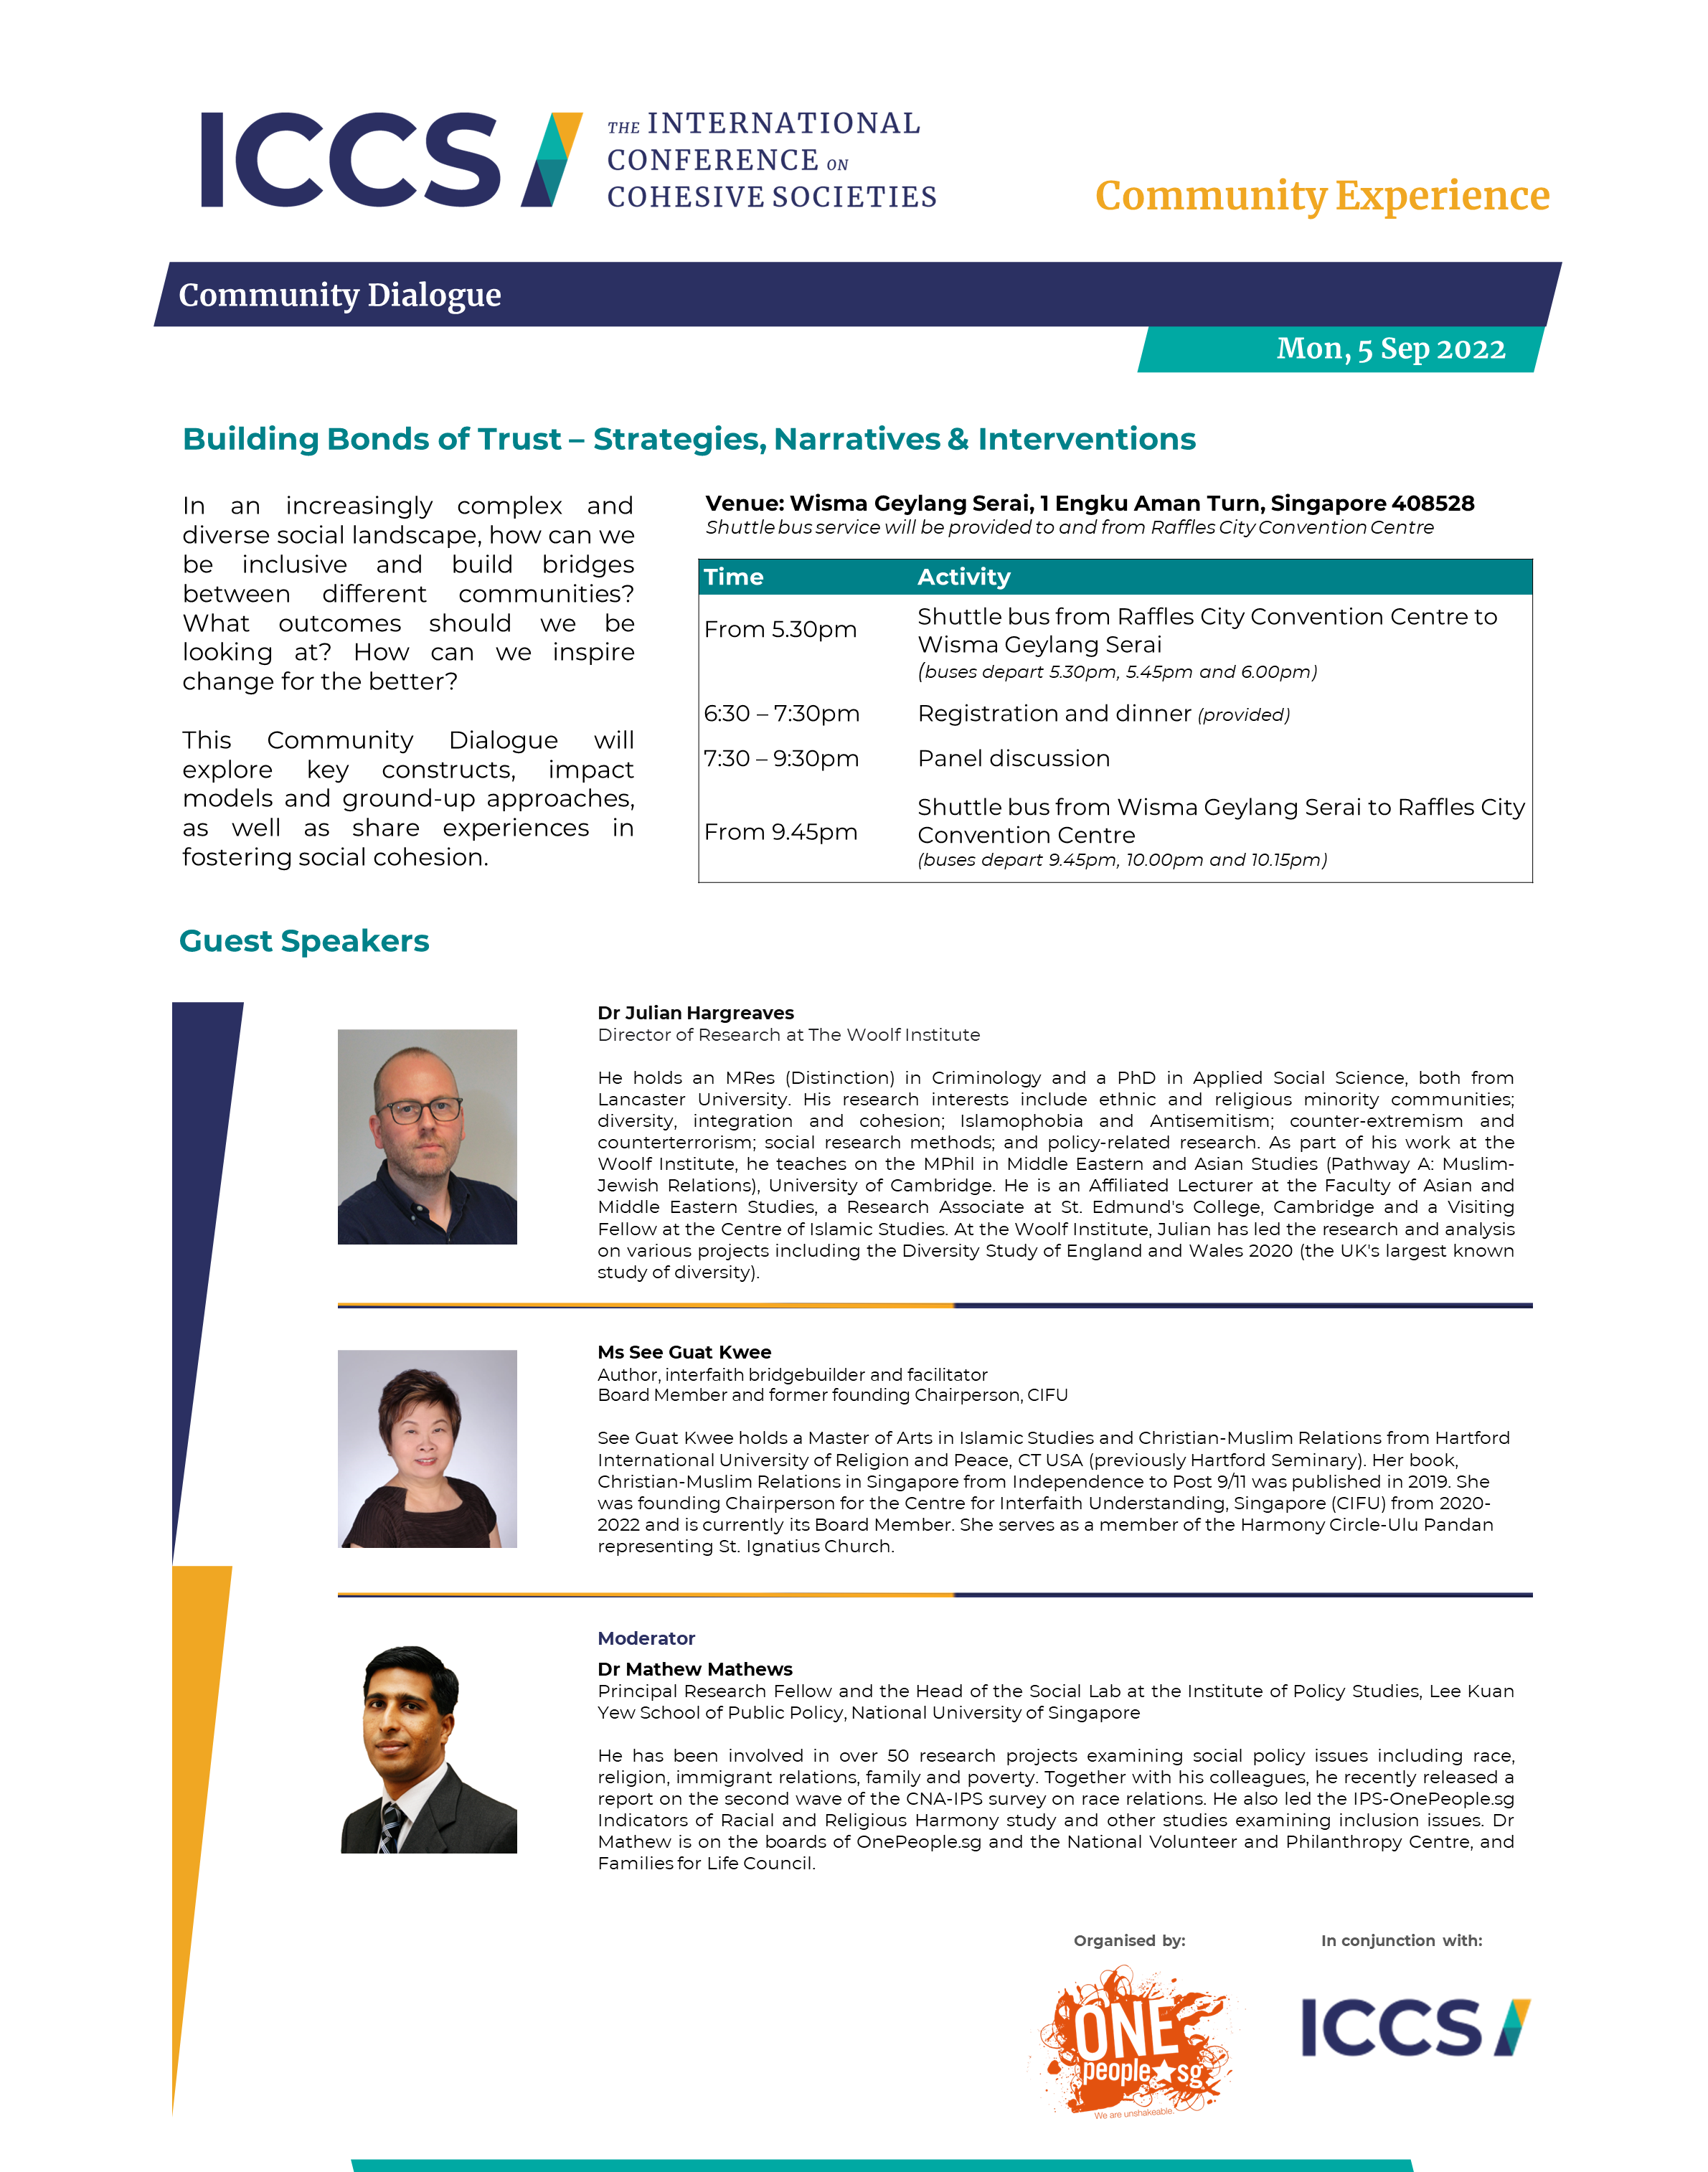 ICCS
THE INTERNATIONAL
CONFERENCE ON
COHESIVE SOCIETIES
Community Experience
Community Dialogue
Mon, 5 Sep 2022
Building Bonds of Trust – Strategies, Narratives & Interventions
In an increasingly complex and
diverse social landscape, how can we
be inclusive and build bridges
between different communities?
What outcomes should we be
looking at? How can we inspire
change for the better?
This Community Dialogue will
explore key constructs, impact
models and ground-up approaches,
as well as share experiences in
fostering social cohesion.
Venue: Wisma Geylang Serai, 1 Engku Aman Turn, Singapore 408528
Shuttle bus service will be provided to and from Raffles City Convention Centre
Time Activity
From 5.30pm
Shuttle bus from Raffles City Convention Centre to
Wisma Geylang Serai
(buses depart 5.30pm, 5.45pm and 6.00pm)
6:30 – 7:30pm Registration and dinner (provided)
7:30 – 9:30pm Panel discussion
From 9.45pm
Shuttle bus from Wisma Geylang Serai to Raffles City
Convention Centre
(buses depart 9.45pm, 10.00pm and 10.15pm)
Guest Speakers
Dr Julian Hargreaves
Director of Research at The Woolf Institute
He holds an MRes (Distinction) in Criminology and a PhD in Applied Social Science, both from
Lancaster University. His research interests include ethnic and religious minority communities;
diversity, integration and cohesion; Islamophobia and Antisemitism; counter-extremism and
counterterrorism; social research methods; and policy-related research. As part of his work at the
Woolf Institute, he teaches on the MPhil in Middle Eastern and Asian Studies (Pathway A: Muslim-
Jewish Relations), University of Cambridge. He is an Affiliated Lecturer at the Faculty of Asian and
Middle Eastern Studies, a Research Associate at St. Edmund's College, Cambridge and a Visiting
Fellow at the Centre of Islamic Studies. At the Woolf Institute, Julian has led the research and analysis
on various projects including the Diversity Study of England and Wales 2020 (the UK's largest known
study of diversity).
Ms See Guat Kwee
Author, interfaith bridgebuilder and facilitator
Board Member and former founding Chairperson, CIFU
See Guat Kwee holds a Master of Arts in Islamic Studies and Christian-Muslim Relations from Hartford
International University of Religion and Peace, CT USA (previously Hartford Seminary). Her book,
Christian-Muslim Relations in Singapore from Independence to Post 9/11 was published in 2019. She
was founding Chairperson for the Centre for Interfaith Understanding, Singapore (CIFU) from 2020-
2022 and is currently its Board Member. She serves as a member of the Harmony Circle-Ulu Pandan
representing St. Ignatius Church.
Moderator
Dr Mathew Mathews
Principal Research Fellow and the Head of the Social Lab at the Institute of Policy Studies, Lee Kuan
Yew School of Public Policy, National University of Singapore
He has been involved in over 50 research projects examining social policy issues including race,
religion, immigrant relations, family and poverty. Together with his colleagues, he recently released a
report on the second wave of the CNA-IPS survey on race relations. He also led the IPS-OnePeople.sg
Indicators of Racial and Religious Harmony study and other studies examining inclusion issues. Dr
Mathew is on the boards of OnePeople.sg and the National Volunteer and Philanthropy Centre, and
Families for Life Council.
Organised by:
ONE
people sg
We are unshakeable.
In conjunction with:
ICCS